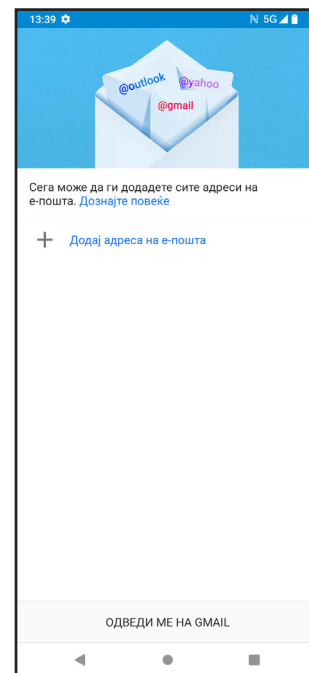 13:39 5G
@outlook @yahoo
@gmail
Сега може да ги додадете сите адреси на
е-пошта. Дознајте повеќе
Додај адреса на е-пошта
ОДВЕДИ МЕ НА GMAIL